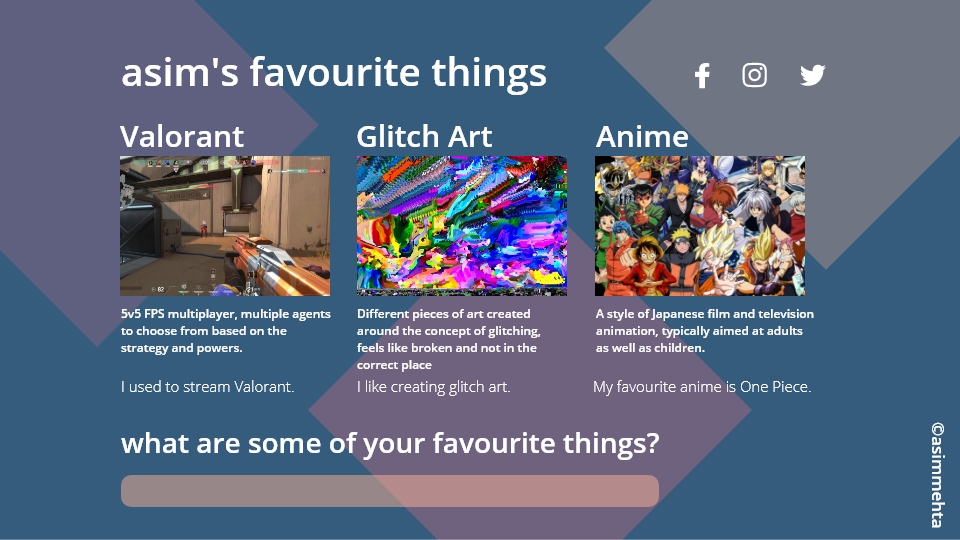 asim's favourite things
Valorant
Glitch Art
Anime
5v5 FPS multiplayer, multiple agents
to choose from based on the
strategy and powers.
Different pieces of art created
around the concept of glitching,
feels like broken and not in the
correct place
A style of Japanese film and television
animation, typically aimed at adults
as well as children.
I used to stream Valorant.
I like creating glitch art.
My favourite anime is One Piece.
what are some of your favourite things?
©asimmehta